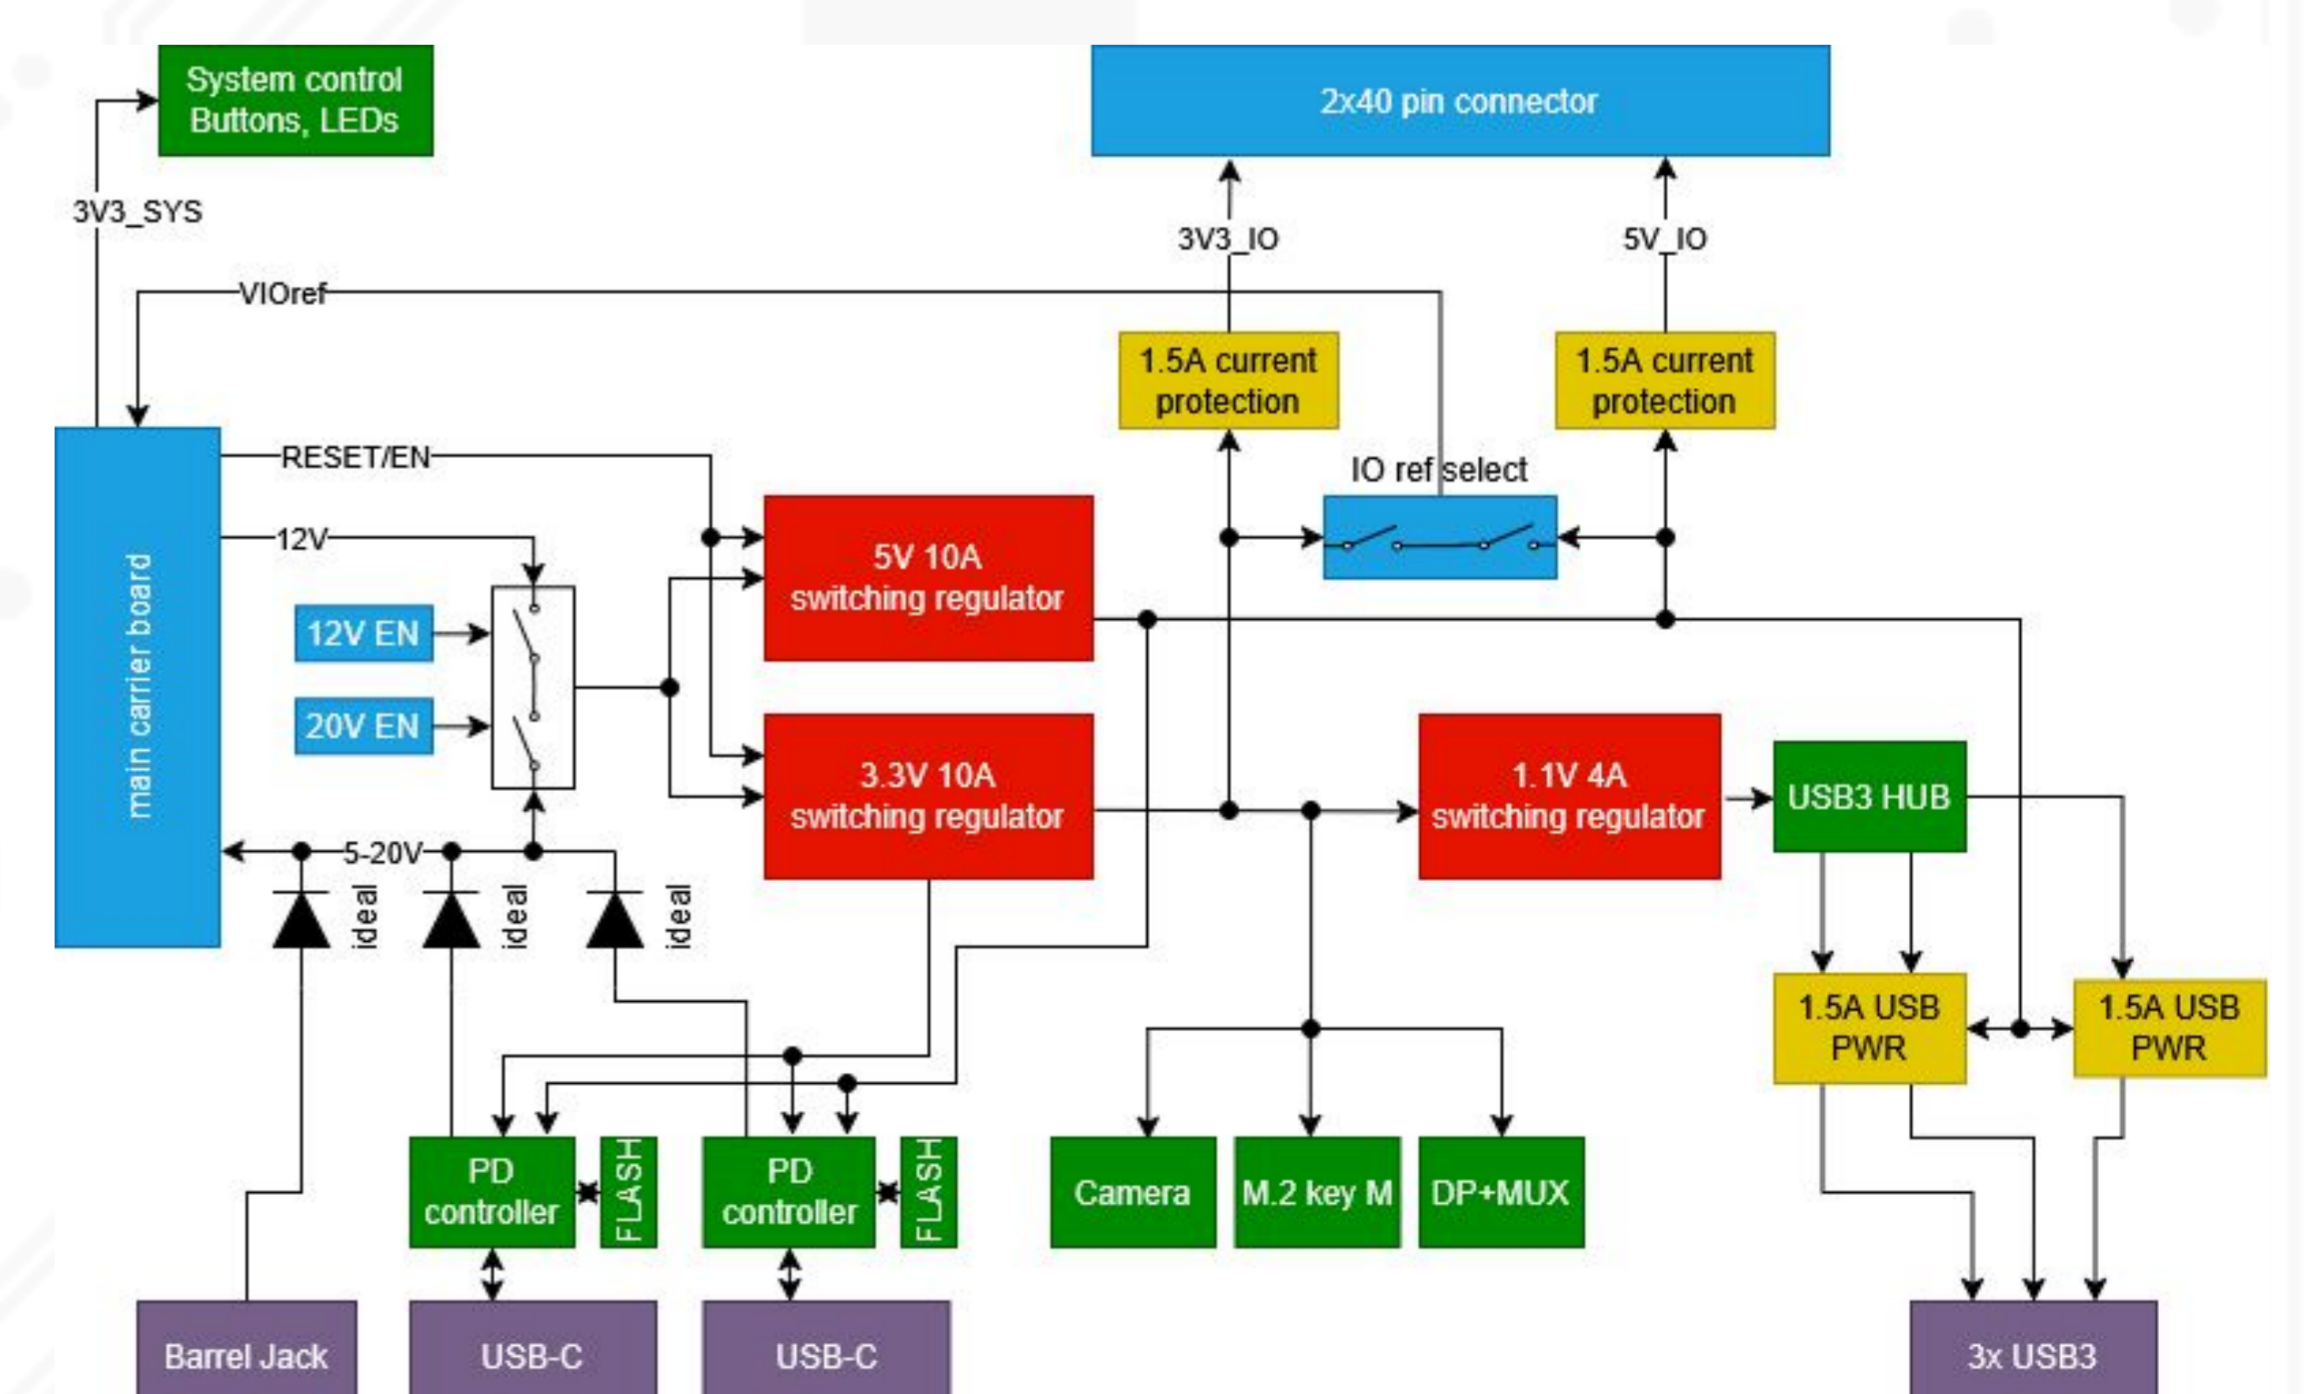 System control
Buttons, LEDs
2x40 pin connector
3V3_SYS
3V3_IO
5V_IO
VIOref
1.5A current
protection
1.5A current
protection
RESET/EN
IO ref select
12V
5V 10A
switching regulator
main carrier board
12V EN
20V EN
3.3V 10A
switching regulator
1.1V 4A
switching regulator
USB3 HUB
5-20V
ideal
ideal
ideal
1.5A USB
PWR
1.5A USB
PWR
PD
controller
FLASH
PD
controller
FLASH
Camera
M.2 key M
DP+MUX
Barrel Jack
USB-C
USB-C
3x USB3